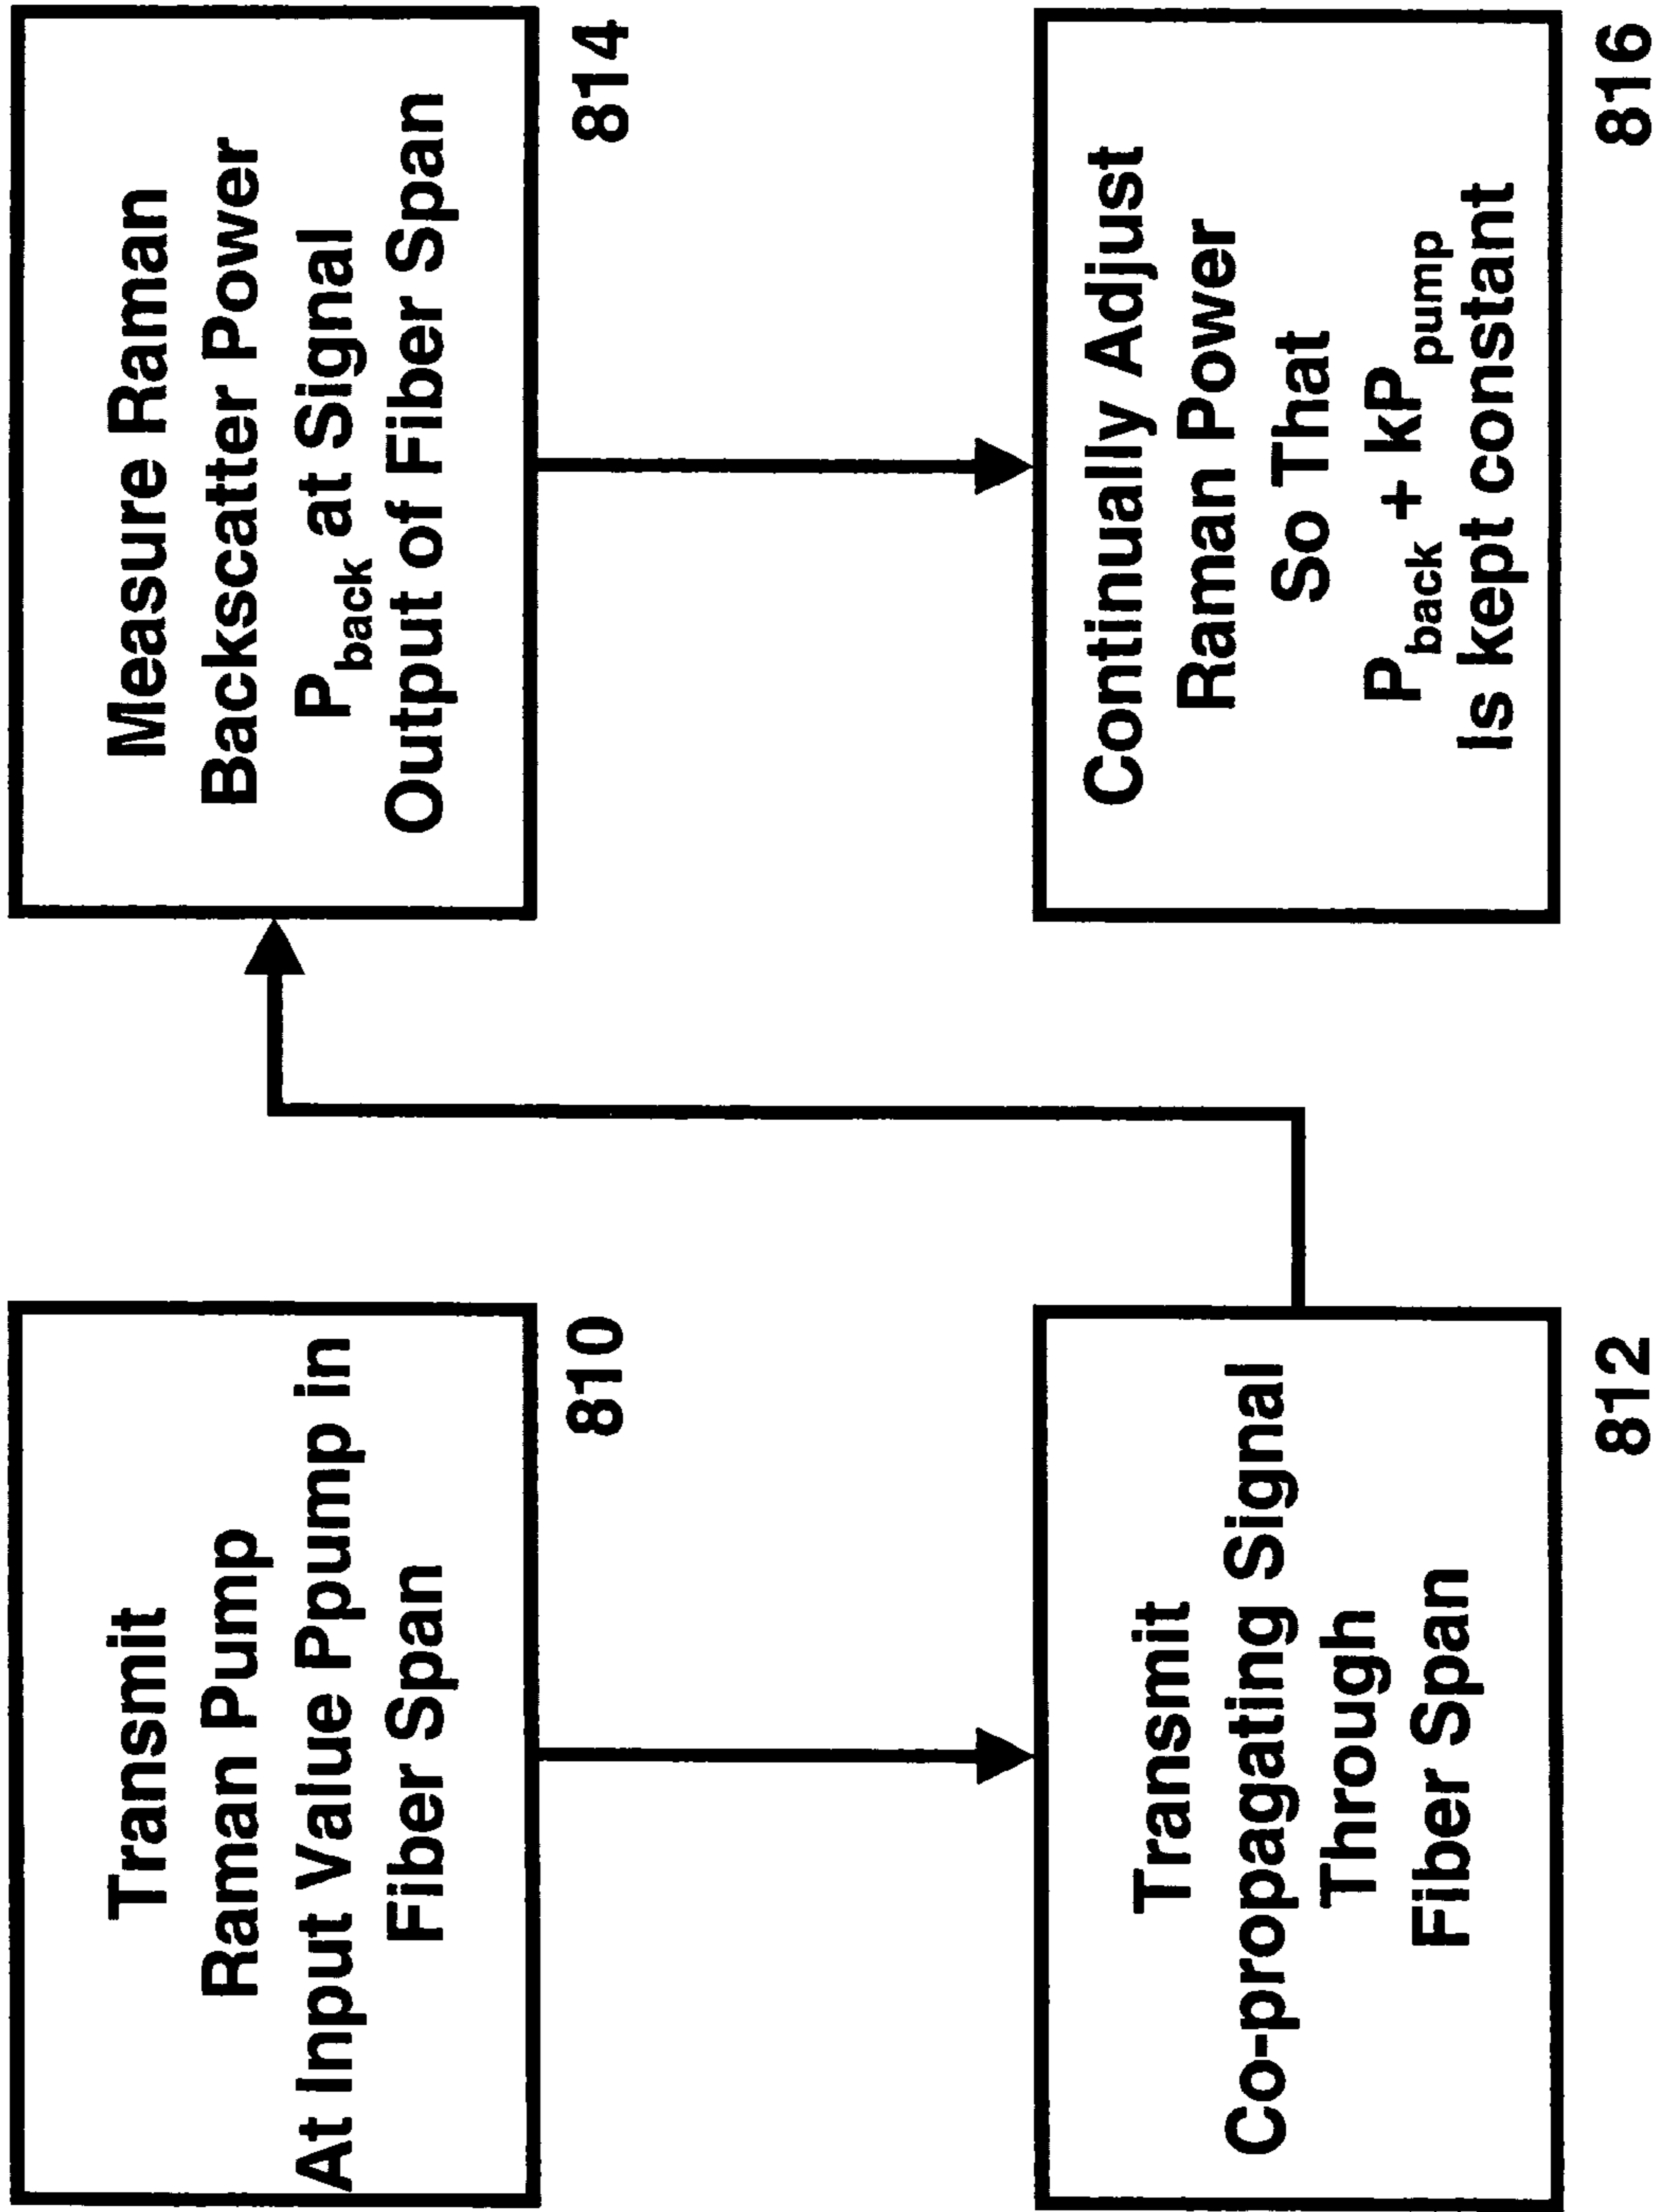 Transmit
Raman Pump
At Input Value Ppump in
Fiber Span
810
Transmit
Co-propagating Signal
Through
Fiber Span
812
Measure Raman
Backscatter Power
Pback at Signal
Output of Fiber Span
814
Continually Adjust
Raman Power
So That
Pback + kPpump
Is kept constant
816